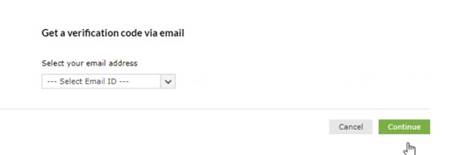 Get a verification code via email
Select your email address
--- Select Email ID ---
Cancel Continue